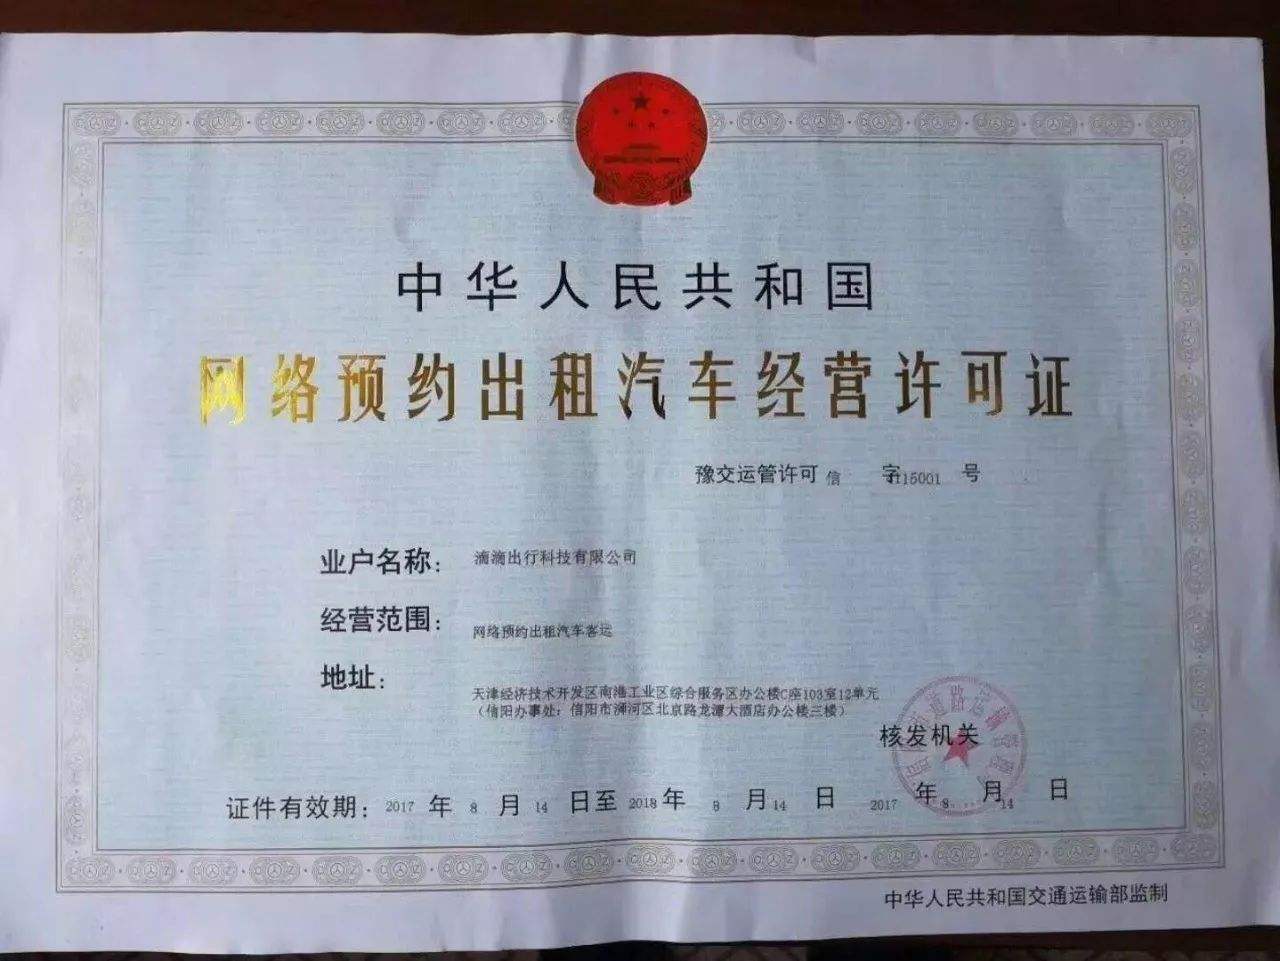 中华人民共和国
网络预约出租汽车经营许可证
豫交运管许可 信 字 115001 号
业户名称： 滴滴出行科技有限公司
经营范围： 网络预约出租汽车客运
地址： 天津经济技术开发区南港工业区综合服务区办公楼C座103室12单元
（信阳办事处：信阳市浉河区北京路龙潭大酒店办公楼三楼）
核发机关
证件有效期： 2017 年 8 月 14 日至 2018 年 8 月 14 日 2017 年 8 月 14 日
中华人民共和国交通运输部监制